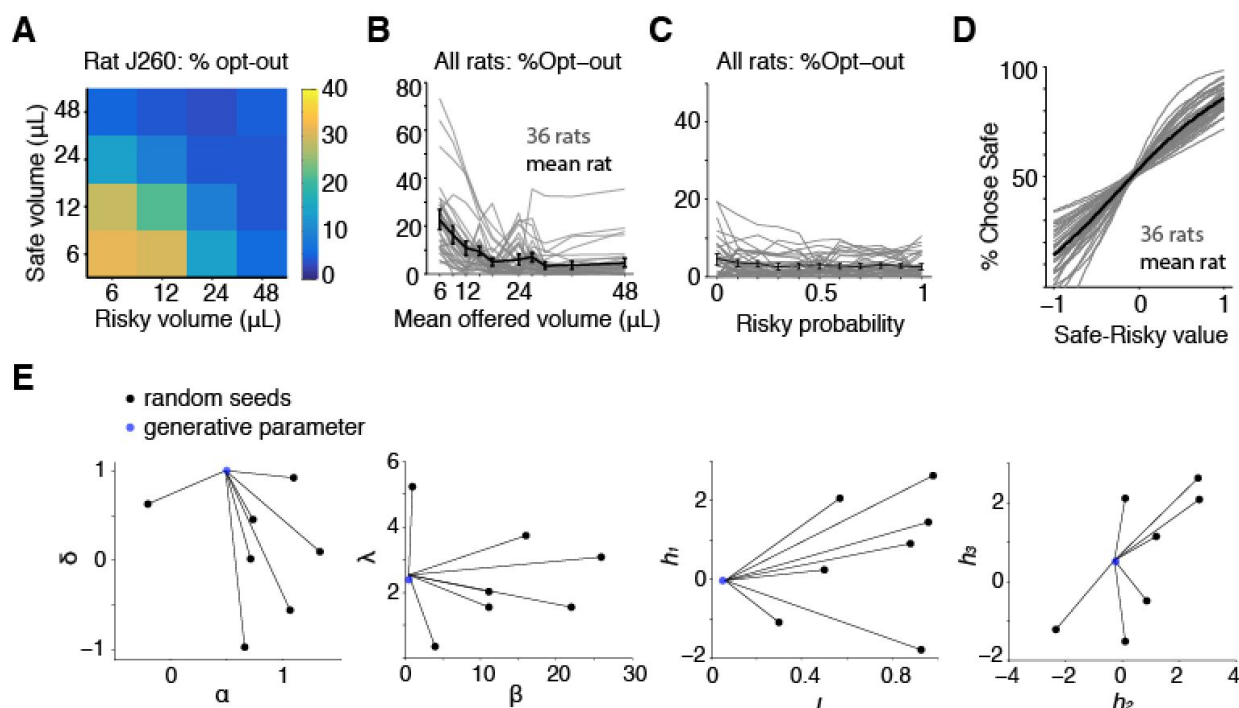 A
Rat J260: % opt-out
Safe volume (µL)
48
24
12
6
6 12 24 48
Risky volume (µL)
40
30
20
10
0
B
All rats: %Opt–out
80
60
40
20
0
36 rats
mean rat
6 12 24 48
Mean offered volume (µL)
C
All rats: %Opt–out
40
20
0
0 0.5 1
Risky probability
D
% Chose Safe
100
50
36 rats
mean rat
−1 0 1
Safe-Risky value
E
random seeds
generative parameter
δ
1
0
−1
0 1
α
λ
6
4
2
0 10 20 30
β
h₁
2
0
−2
0 0.2 0.4 0.6 0.8
h₃
2
0
−2
−4 −2 0 2 4
h₂